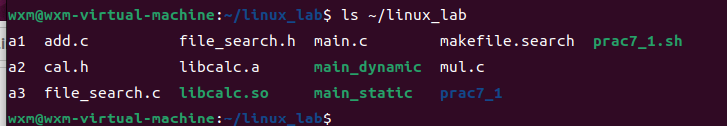 wxm@wxm-virtual-machine:~/linux_lab$ ls ~/linux_lab
a1 add.c file_search.h main.c makefile.search prac7_1.sh
a2 cal.h libcalc.a main_dynamic mul.c
a3 file_search.c libcalc.so main_static prac7_1
wxm@wxm-virtual-machine:~/linux_lab$